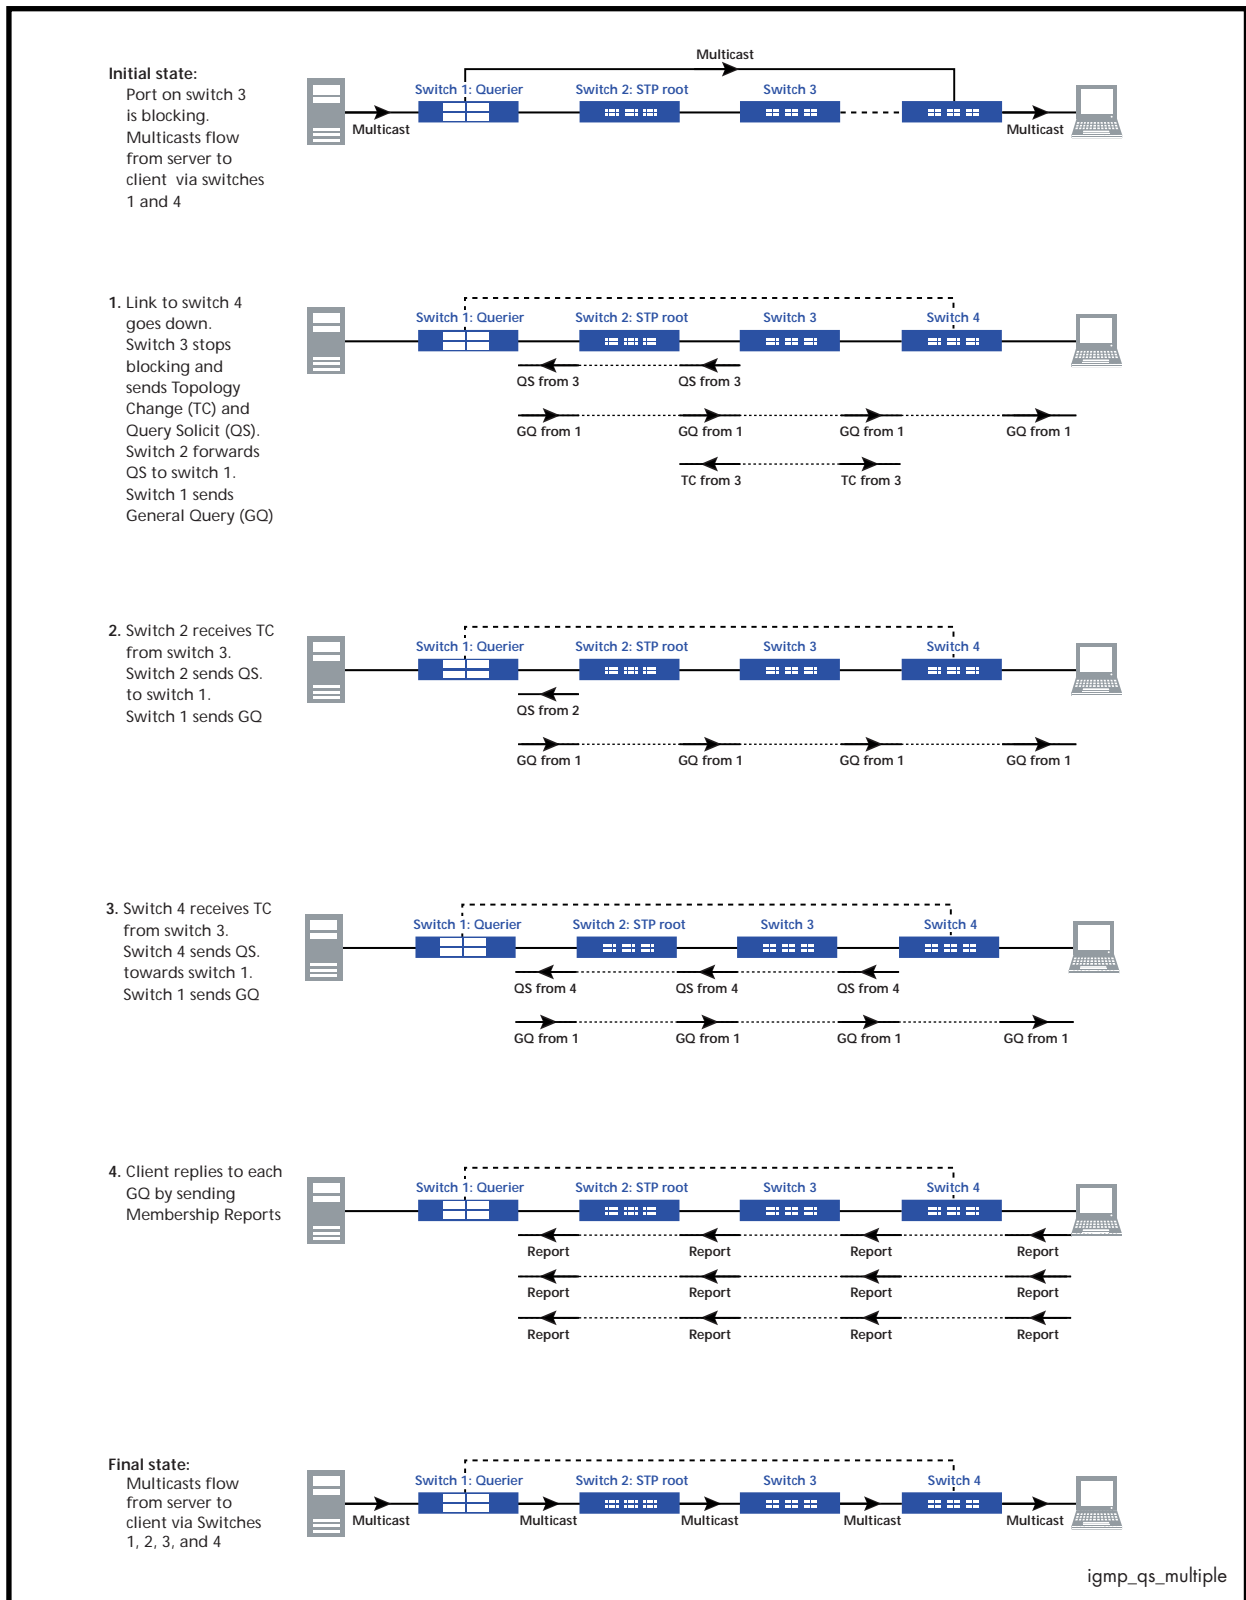 Initial state:
Port on switch 3
is blocking.
Multicasts flow
from server to
client via switches
1 and 4
Multicast
Switch 1: Querier
Switch 2: STP root
Switch 3
Multicast
Multicast
1. Link to switch 4
goes down.
Switch 3 stops
blocking and
sends Topology
Change (TC) and
Query Solicit (QS).
Switch 2 forwards
QS to switch 1.
Switch 1 sends
General Query (GQ)
Switch 1: Querier
Switch 2: STP root
Switch 3
Switch 4
QS from 3
QS from 3
GQ from 1
GQ from 1
GQ from 1
GQ from 1
TC from 3
TC from 3
2. Switch 2 receives TC
from switch 3.
Switch 2 sends QS.
to switch 1.
Switch 1 sends GQ
Switch 1: Querier
Switch 2: STP root
Switch 3
Switch 4
QS from 2
GQ from 1
GQ from 1
GQ from 1
GQ from 1
3. Switch 4 receives TC
from switch 3.
Switch 4 sends QS.
towards switch 1.
Switch 1 sends GQ
Switch 1: Querier
Switch 2: STP root
Switch 3
Switch 4
QS from 4
QS from 4
QS from 4
GQ from 1
GQ from 1
GQ from 1
GQ from 1
4. Client replies to each
GQ by sending
Membership Reports
Switch 1: Querier
Switch 2: STP root
Switch 3
Switch 4
Report
Report
Report
Report
Report
Report
Report
Report
Report
Report
Report
Report
Final state:
Multicasts flow
from server to
client via Switches
1, 2, 3, and 4
Switch 1: Querier
Switch 2: STP root
Switch 3
Switch 4
Multicast
Multicast
Multicast
Multicast
Multicast
igmp_qs_multiple